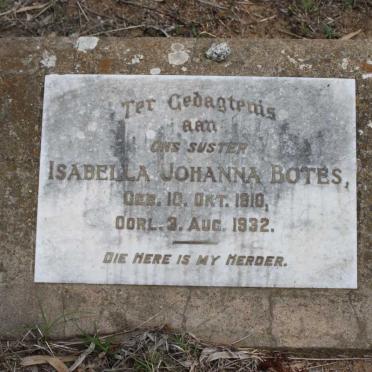 Ter Gedagtenis
aan
ONS SUSTER
ISABELLA JOHANNA BOTES,
GEB. 10. OKT. 1910,
OORL. 3. AUG. 1932.
DIE HERE IS MY HERDER.